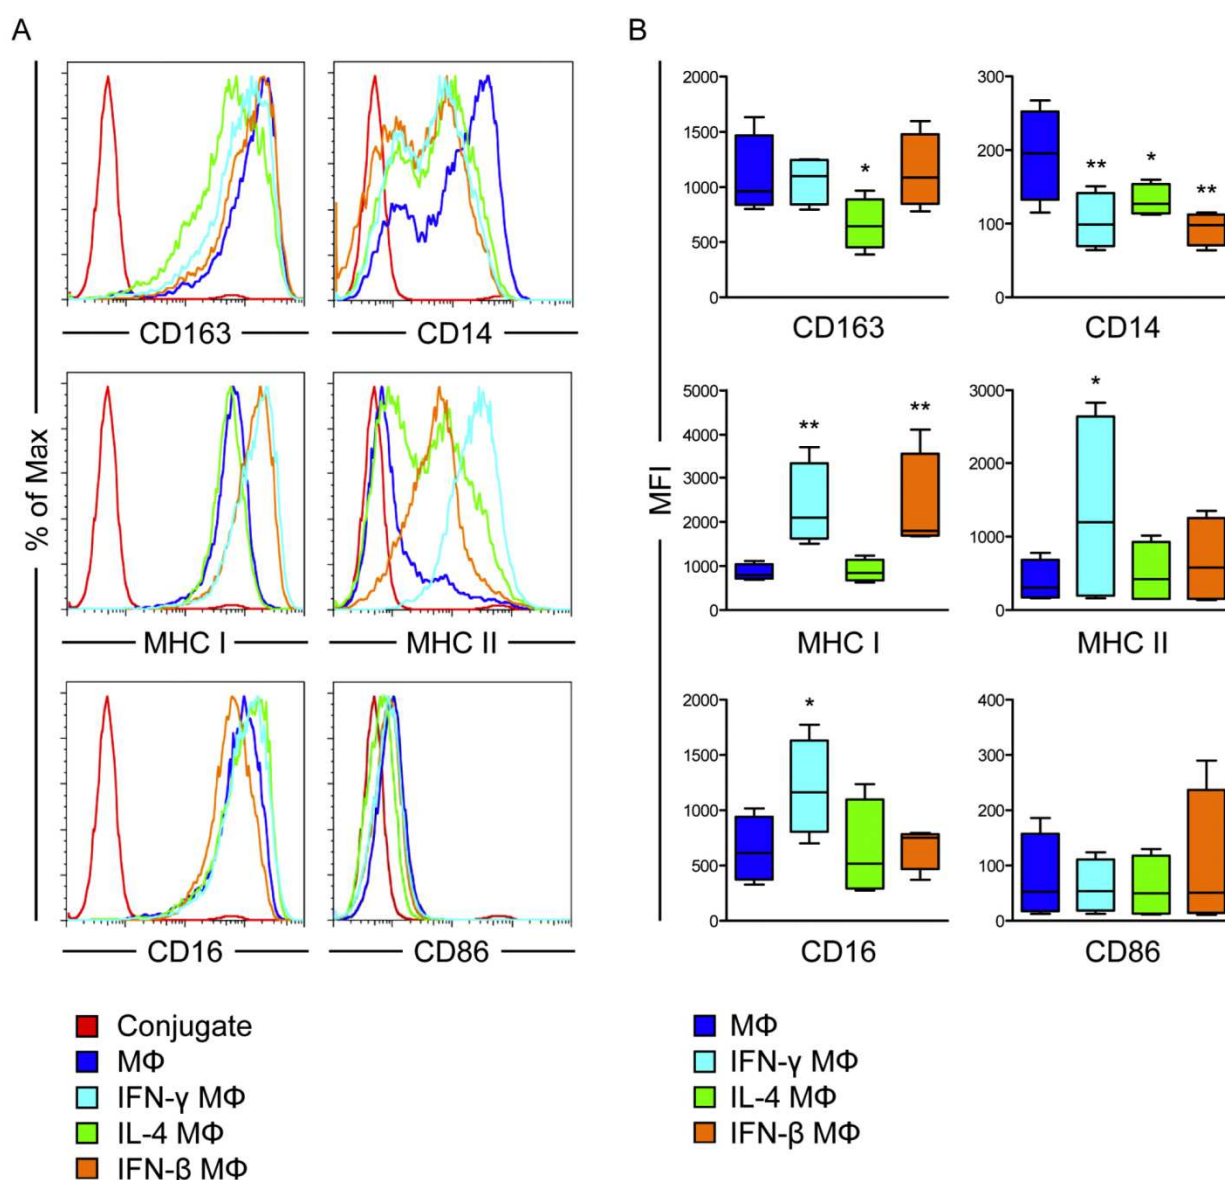 A
B
% of Max
CD163
CD14
MHC I
MHC II
CD16
CD86
Conjugate
MΦ
IFN-γ MΦ
IL-4 MΦ
IFN-β MΦ
MFI
2000
1500
1000
500
0
*
CD163
300
200
100
0
**
*
**
CD14
5000
4000
3000
2000
1000
0
**
**
MHC I
3000
2000
1000
0
*
MHC II
2000
1500
1000
500
0
*
CD16
400
300
200
100
0
CD86
MΦ
IFN-γ MΦ
IL-4 MΦ
IFN-β MΦ